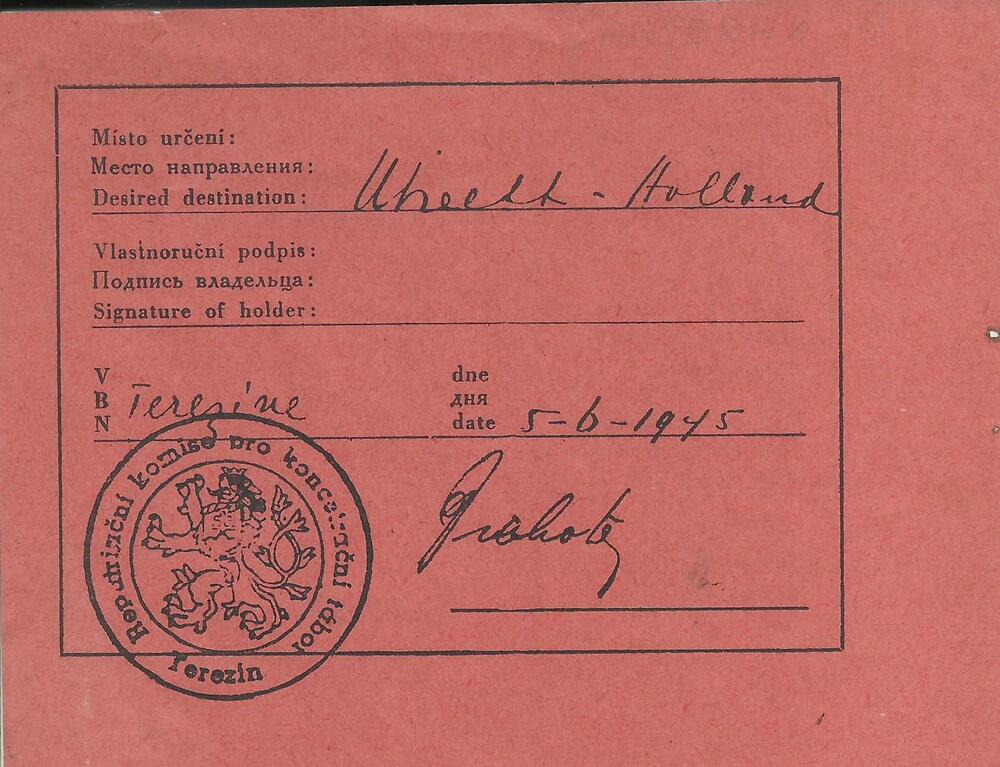 Místo určení:
Место направления:
Desired destination: Utrecht - Holland
Vlastnoruční podpis:
Подпись владельца:
Signature of holder:
V
В Terezíne
N
dne
дня
date 5-6-1945
Repatriační komise pro koncentrační tábor
Terezín